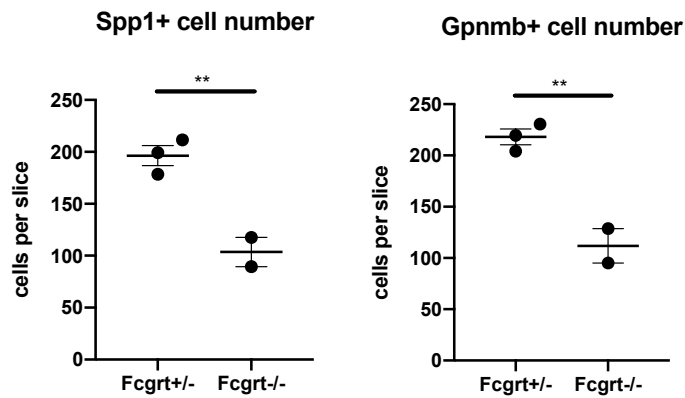 Spp1+ cell number
**
250
200
150
100
50
0
cells per slice
Fcgrt+/- Fcgrt-/-
Gpnmb+ cell number
**
250
200
150
100
50
0
cells per slice
Fcgrt+/- Fcgrt-/-